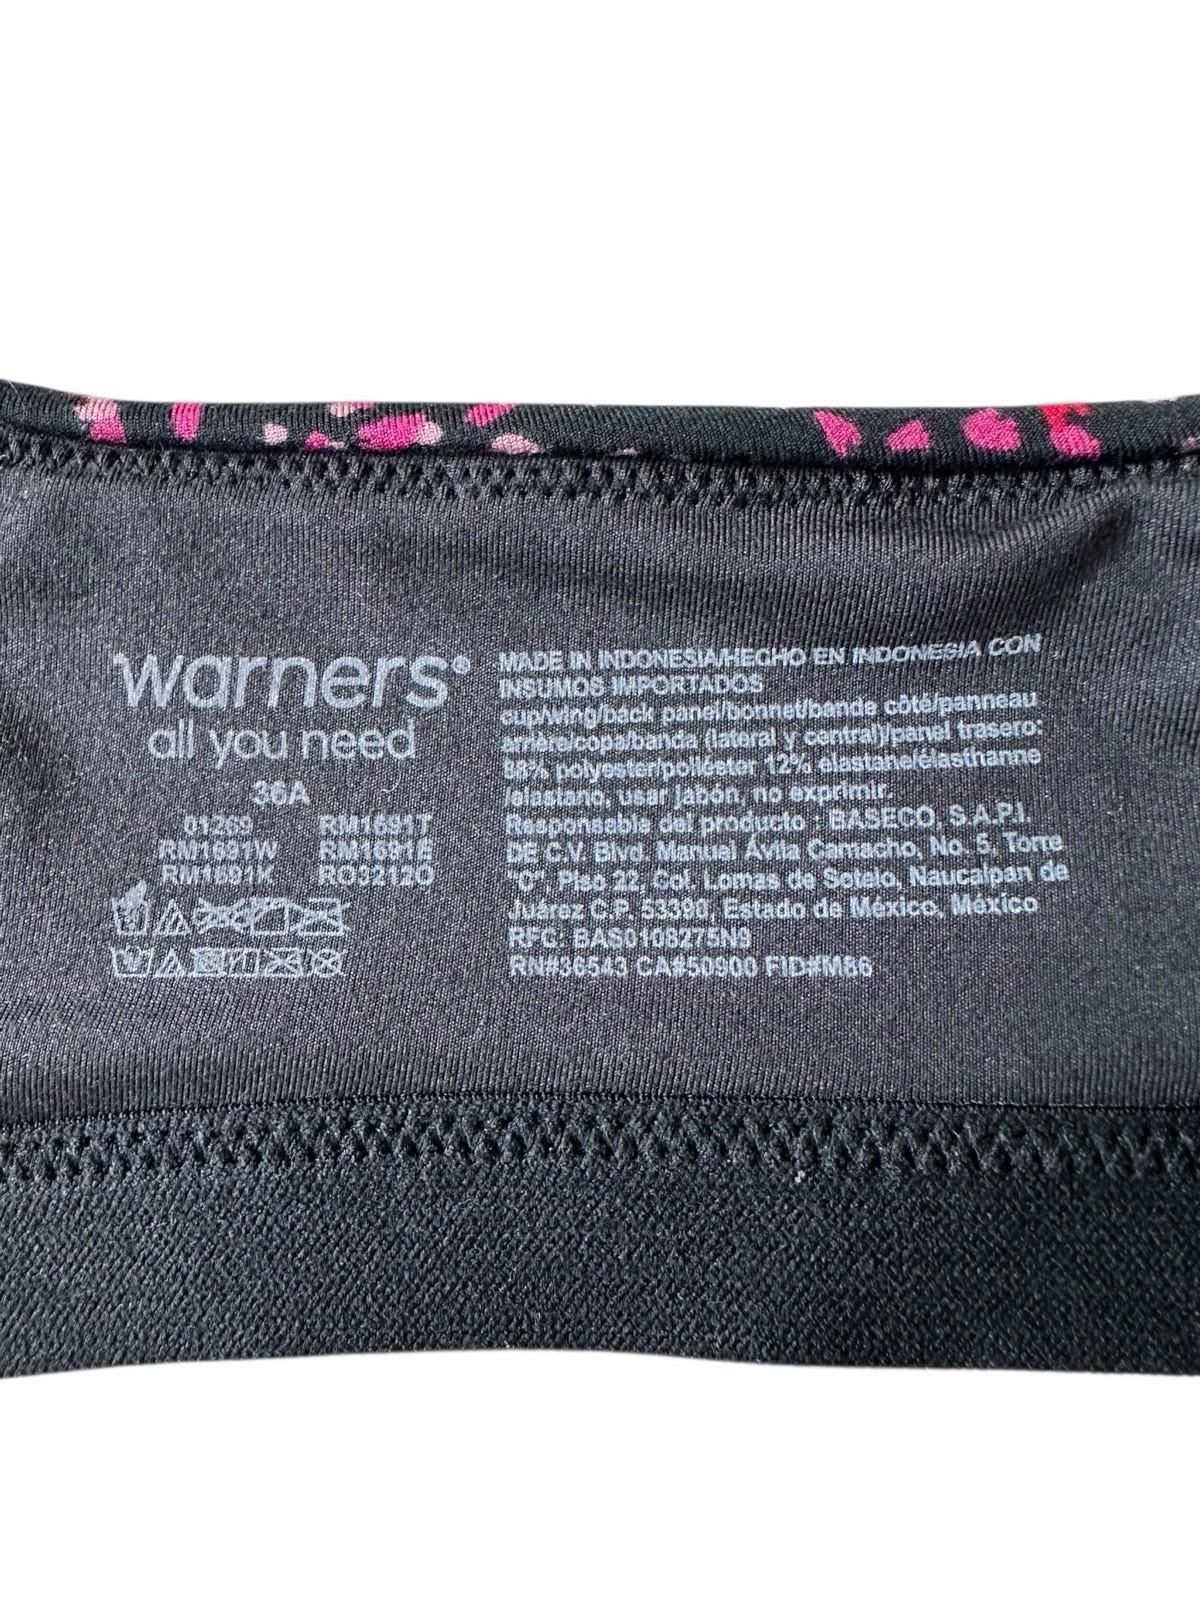 warners®
all you need
36A
01269 RM1691T
RM1691W RM1691E
RM1691K RO3212O
MADE IN INDONESIA/HECHO EN INDONESIA CON
INSUMOS IMPORTADOS
cup/wing/back panel/bonnet/bande côté/panneau
arrière/copa/banda (lateral y central)/panel trasero:
88% polyester/poliéster 12% elastane/élasthanne
/elastano, usar jabón, no exprimir.
Responsable del producto : BASECO, S.A.P.I.
DE C.V. Blvd. Manuel Ávila Camacho, No. 5, Torre
"C", Piso 22, Col. Lomas de Sotelo, Naucalpan de
Juárez C.P. 53390, Estado de México, México
RFC: BAS0108275N9
RN#36543 CA#50900 FID#M86